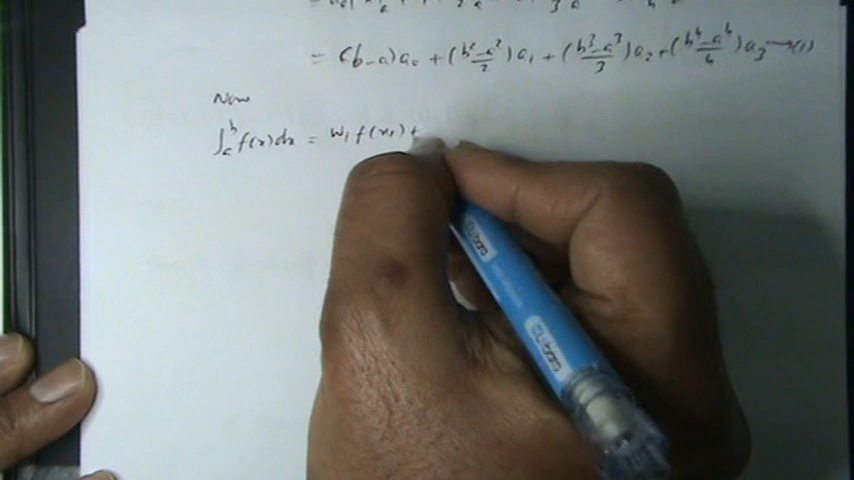 = (b-a)a₀ + (b²-a²/2)a₁ + (b³-a³/3)a₂ + (b⁴-a⁴/4)a₃ →(1)
Now
∫ₐᵇ f(x)dx = w₁f(x₁) +